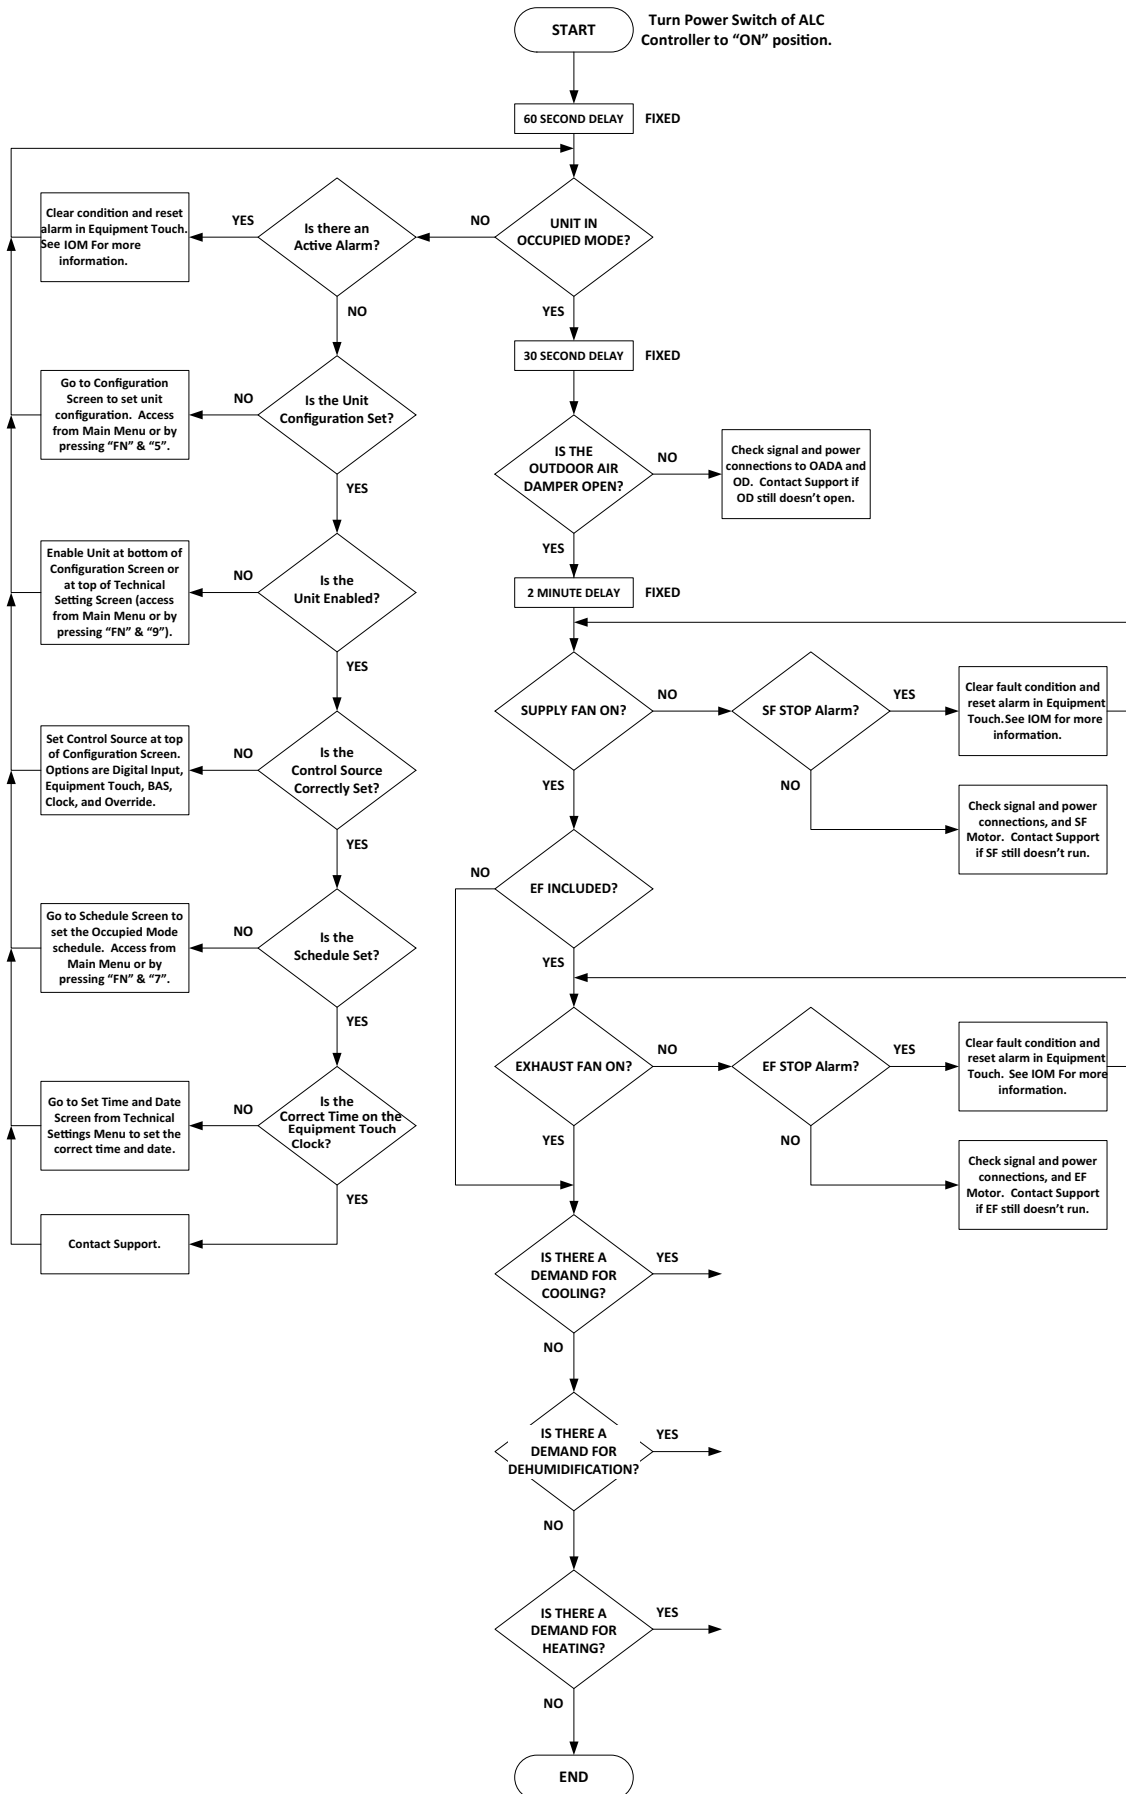 START
Turn Power Switch of ALC
Controller to “ON” position.
60 SECOND DELAY
FIXED
UNIT IN
OCCUPIED MODE?
NO
YES
Is there an
Active Alarm?
YES
NO
Clear condition and reset
alarm in Equipment Touch.
See IOM For more
information.
30 SECOND DELAY
FIXED
Is the Unit
Configuration Set?
NO
YES
Go to Configuration
Screen to set unit
configuration. Access
from Main Menu or by
pressing “FN” & “5”.
IS THE
OUTDOOR AIR
DAMPER OPEN?
NO
YES
Check signal and power
connections to OADA and
OD. Contact Support if
OD still doesn’t open.
Is the
Unit Enabled?
NO
YES
Enable Unit at bottom of
Configuration Screen or
at top of Technical
Setting Screen (access
from Main Menu or by
pressing “FN” & “9”).
2 MINUTE DELAY
FIXED
SUPPLY FAN ON?
NO
YES
SF STOP Alarm?
YES
NO
Clear fault condition and
reset alarm in Equipment
Touch.See IOM for more
information.
Check signal and power
connections, and SF
Motor. Contact Support
if SF still doesn’t run.
Is the
Control Source
Correctly Set?
NO
YES
Set Control Source at top
of Configuration Screen.
Options are Digital Input,
Equipment Touch, BAS,
Clock, and Override.
EF INCLUDED?
NO
YES
Is the
Schedule Set?
NO
YES
Go to Schedule Screen to
set the Occupied Mode
schedule. Access from
Main Menu or by
pressing “FN” & “7”.
EXHAUST FAN ON?
NO
YES
EF STOP Alarm?
YES
NO
Clear fault condition and
reset alarm in Equipment
Touch. See IOM For more
information.
Check signal and power
connections, and EF
Motor. Contact Support
if EF still doesn’t run.
Is the
Correct Time on the
Equipment Touch
Clock?
NO
YES
Go to Set Time and Date
Screen from Technical
Settings Menu to set the
correct time and date.
Contact Support.
IS THERE A
DEMAND FOR
COOLING?
YES
NO
IS THERE A
DEMAND FOR
DEHUMIDIFICATION?
YES
NO
IS THERE A
DEMAND FOR
HEATING?
YES
NO
END